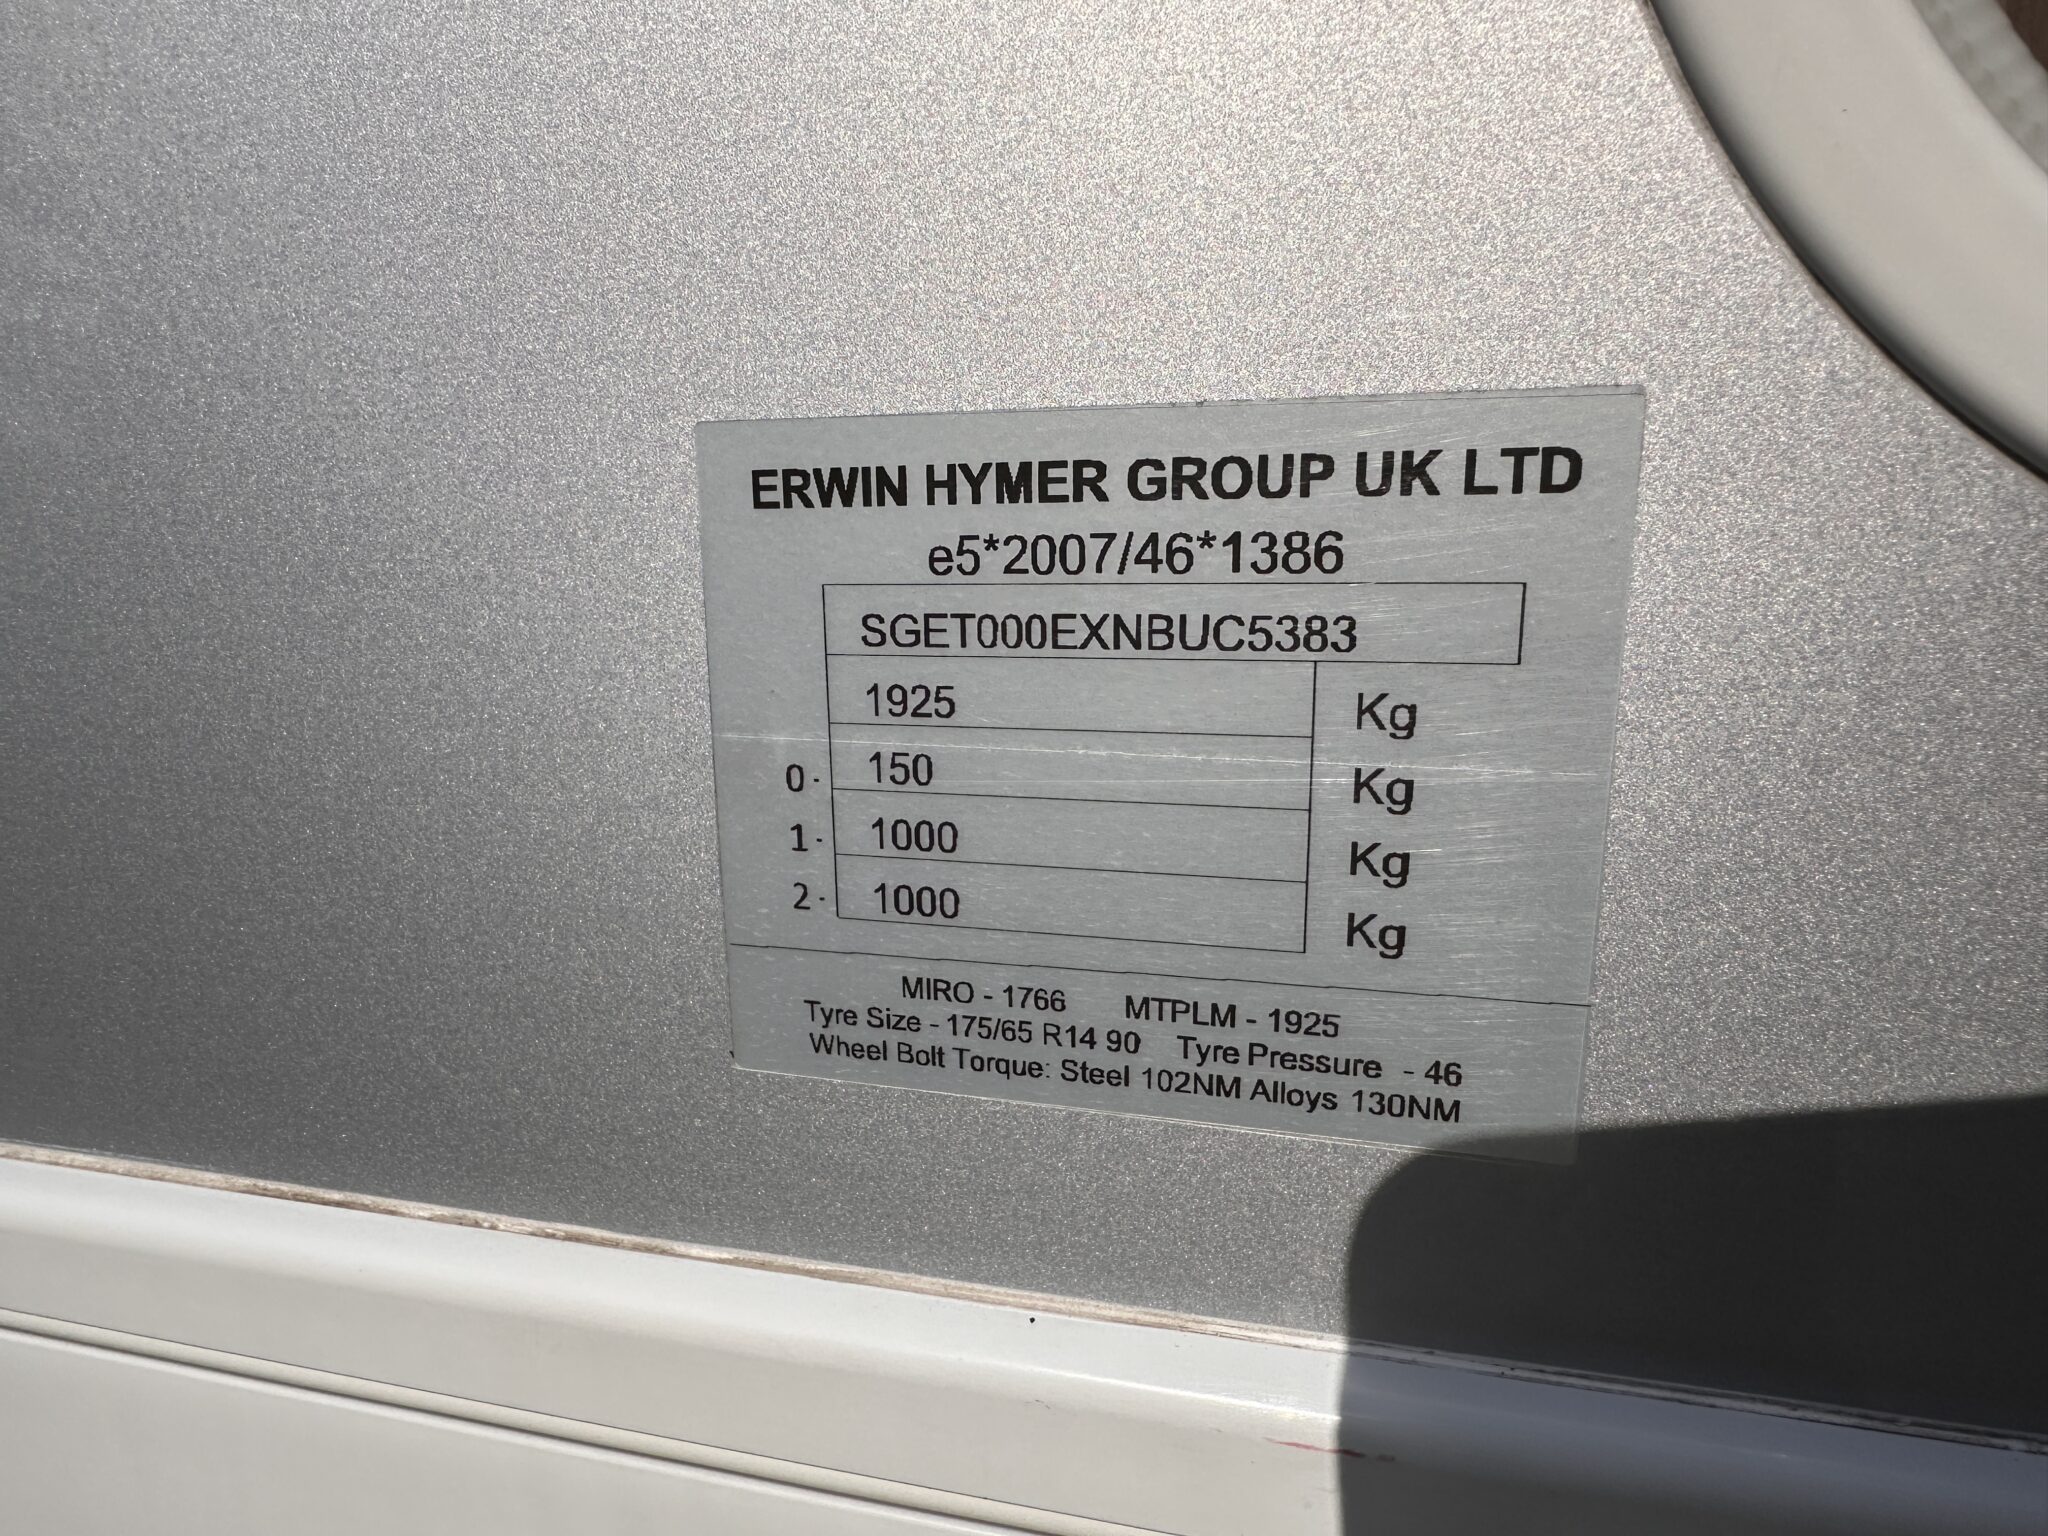 ERWIN HYMER GROUP UK LTD
e5*2007/46*1386
SGET000EXNBUC5383
1925 Kg
0 - 150 Kg
1 - 1000 Kg
2 - 1000 Kg
MIRO - 1766 MTPLM - 1925
Tyre Size - 175/65 R14 90 Tyre Pressure - 46
Wheel Bolt Torque: Steel 102NM Alloys 130NM